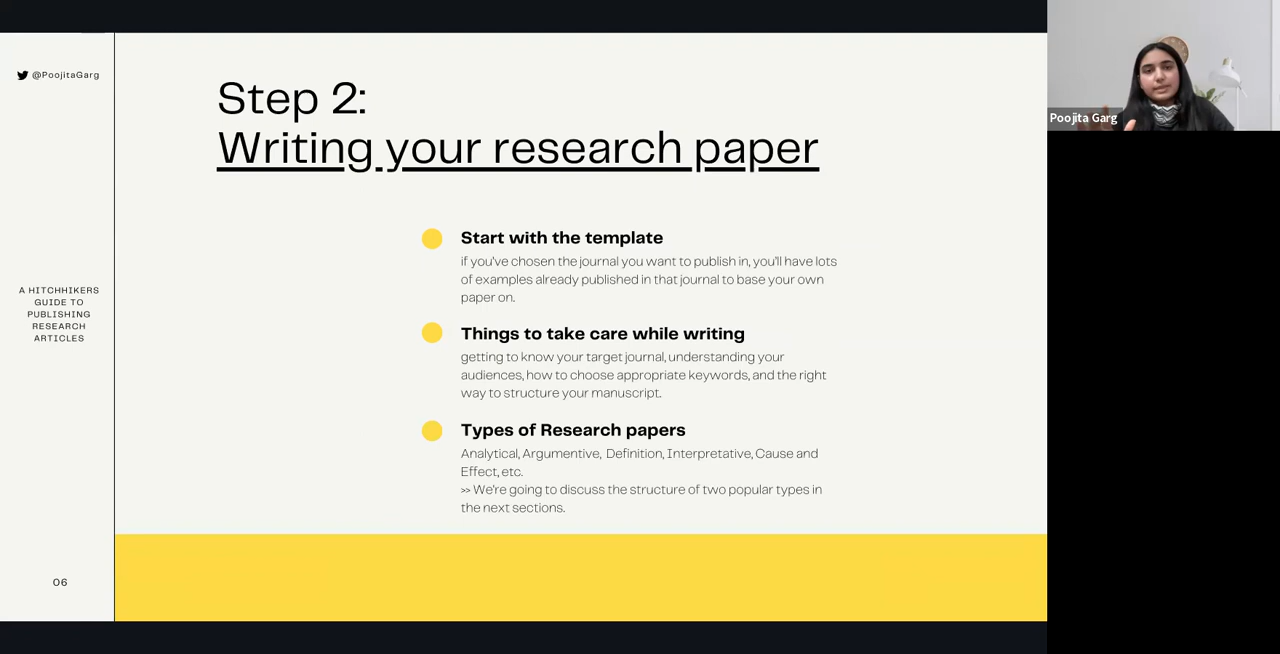 @PoojitaGarg
Step 2:
Writing your research paper
Start with the template
if you've chosen the journal you want to publish in, you'll have lots
of examples already published in that journal to base your own
paper on.
Things to take care while writing
getting to know your target journal, understanding your
audiences, how to choose appropriate keywords, and the right
way to structure your manuscript.
Types of Research papers
Analytical, Argumentive, Definition, Interpretative, Cause and
Effect, etc.
>> We're going to discuss the structure of two popular types in
the next sections.
A HITCHHIKERS
GUIDE TO
PUBLISHING
RESEARCH
ARTICLES
06
Poojita Garg